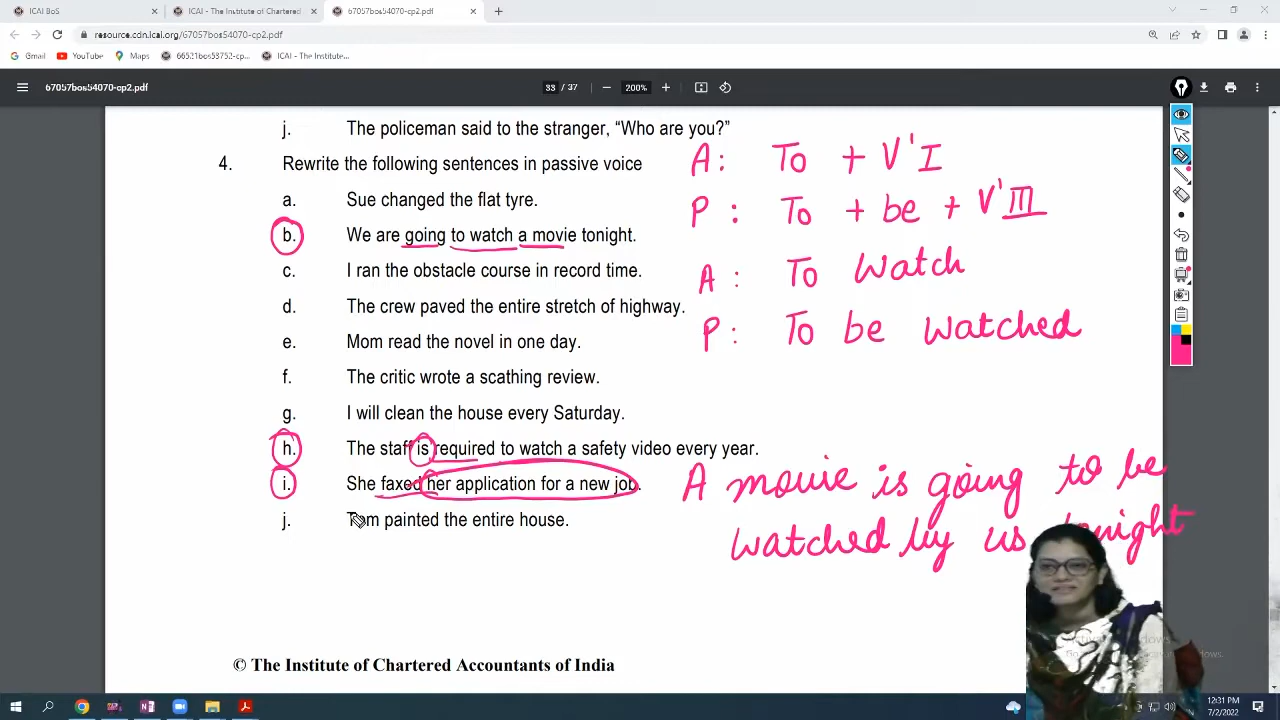 ICAI BoS
ICAI - The Institute of Chartered
67057bos54070-cp2.pdf
resource.cdn.icai.org/67057bos54070-cp2.pdf
Gmail YouTube Maps 66521bos53752-cp... ICAI - The Institute...
67057bos54070-cp2.pdf 33 / 37 200%
j. The policeman said to the stranger, “Who are you?”
4. Rewrite the following sentences in passive voice
a. Sue changed the flat tyre.
b. We are going to watch a movie tonight.
c. I ran the obstacle course in record time.
d. The crew paved the entire stretch of highway.
e. Mom read the novel in one day.
f. The critic wrote a scathing review.
g. I will clean the house every Saturday.
h. The staff is required to watch a safety video every year.
i. She faxed her application for a new job.
j. Tom painted the entire house.
A: To + V'I
P: To + be + V'III
A: To watch
P: To be watched
A movie is going to be
watched by us tonight
© The Institute of Chartered Accountants of India
12:31 PM
7/2/2022